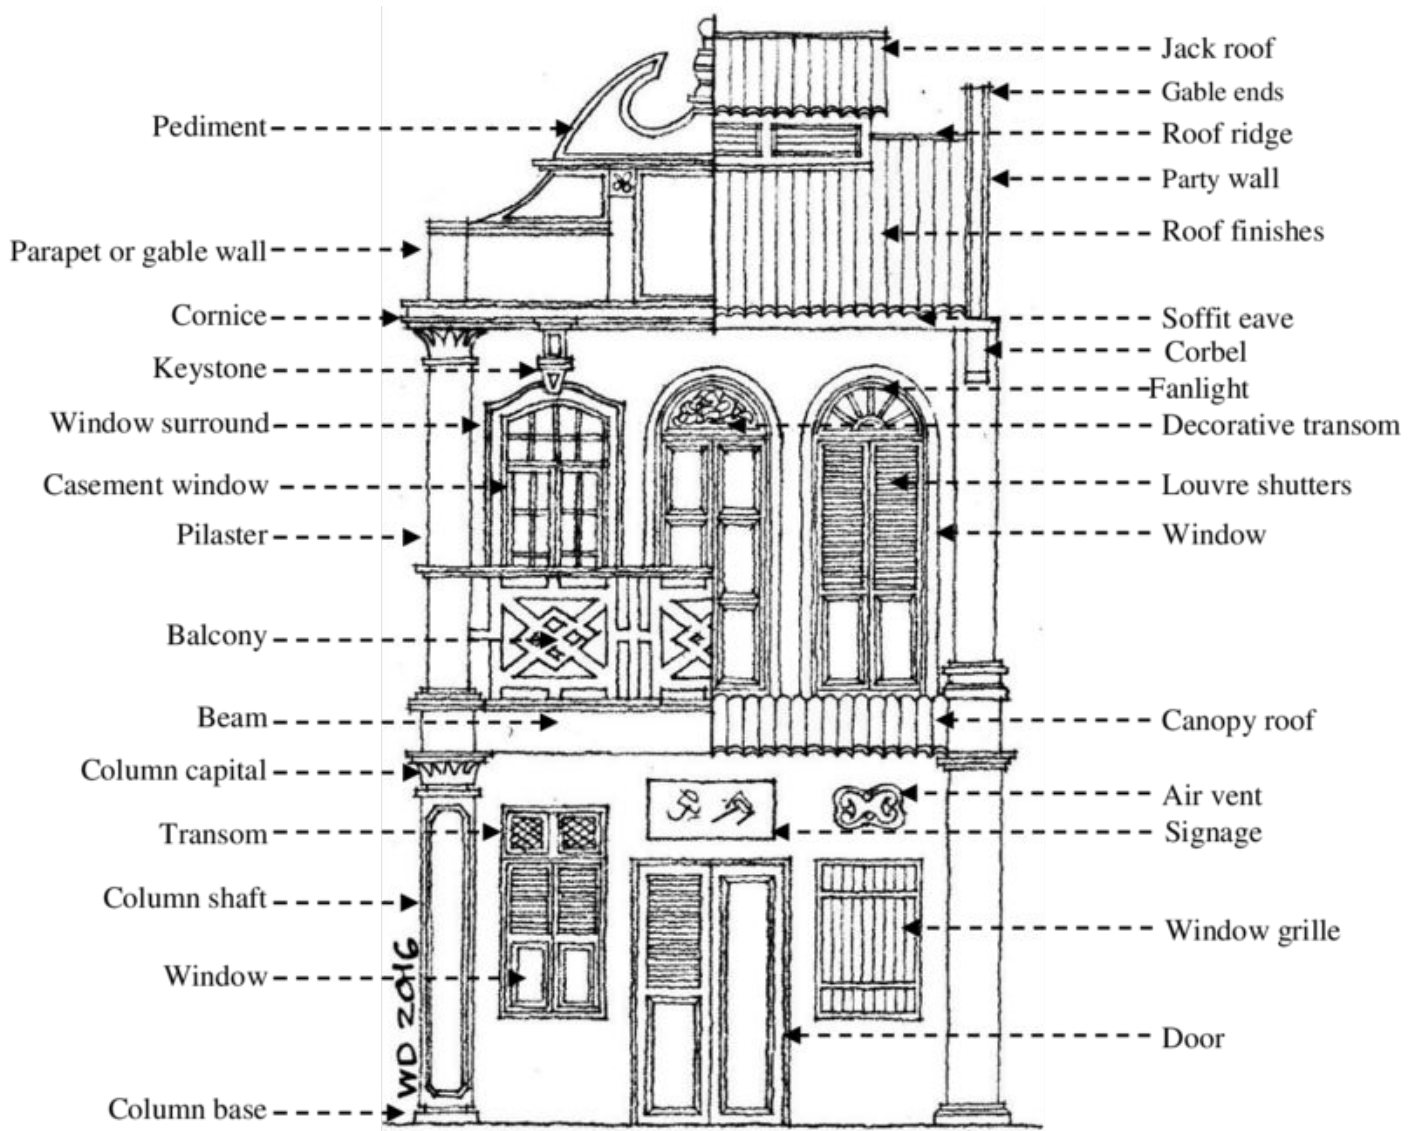 Jack roof
Gable ends
Pediment
Roof ridge
Party wall
Roof finishes
Parapet or gable wall
Cornice
Soffit eave
Corbel
Keystone
Fanlight
Window surround
Decorative transom
Casement window
Louvre shutters
Pilaster
Window
Balcony
Beam
Canopy roof
Column capital
Air vent
Transom
Signage
Column shaft
Window grille
Window
WD 2016
Door
Column base